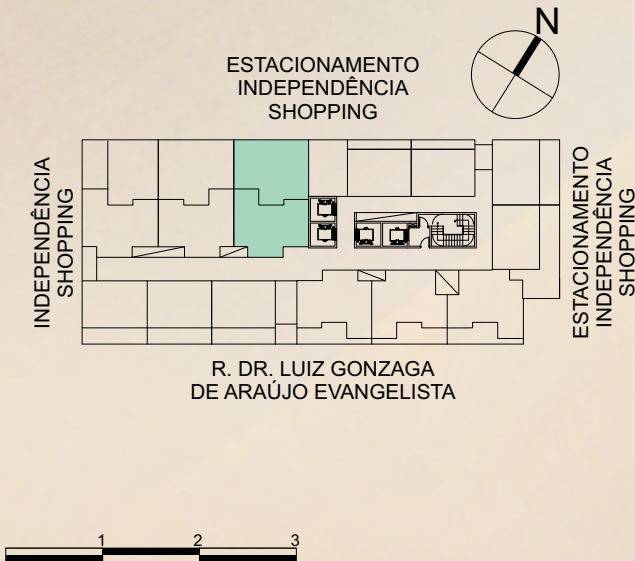 N
ESTACIONAMENTO
INDEPENDÊNCIA
SHOPPING
INDEPENDÊNCIA
SHOPPING
ESTACIONAMENTO
INDEPENDÊNCIA
SHOPPING
R. DR. LUIZ GONZAGA
DE ARAÚJO EVANGELISTA
1 2 3